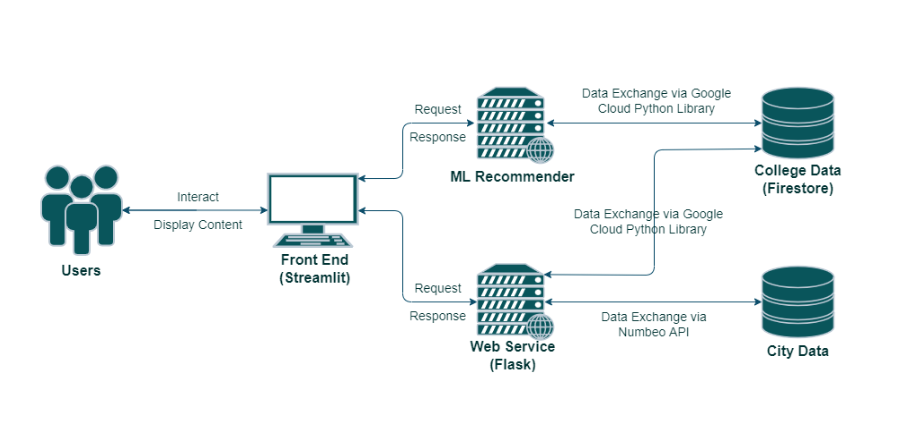 Data Exchange via Google
Cloud Python Library
Request
Response
ML Recommender
College Data
(Firestore)
Interact
Display Content
Users
Front End
(Streamlit)
Data Exchange via Google
Cloud Python Library
Request
Response
Web Service
(Flask)
Data Exchange via
Numbeo API
City Data